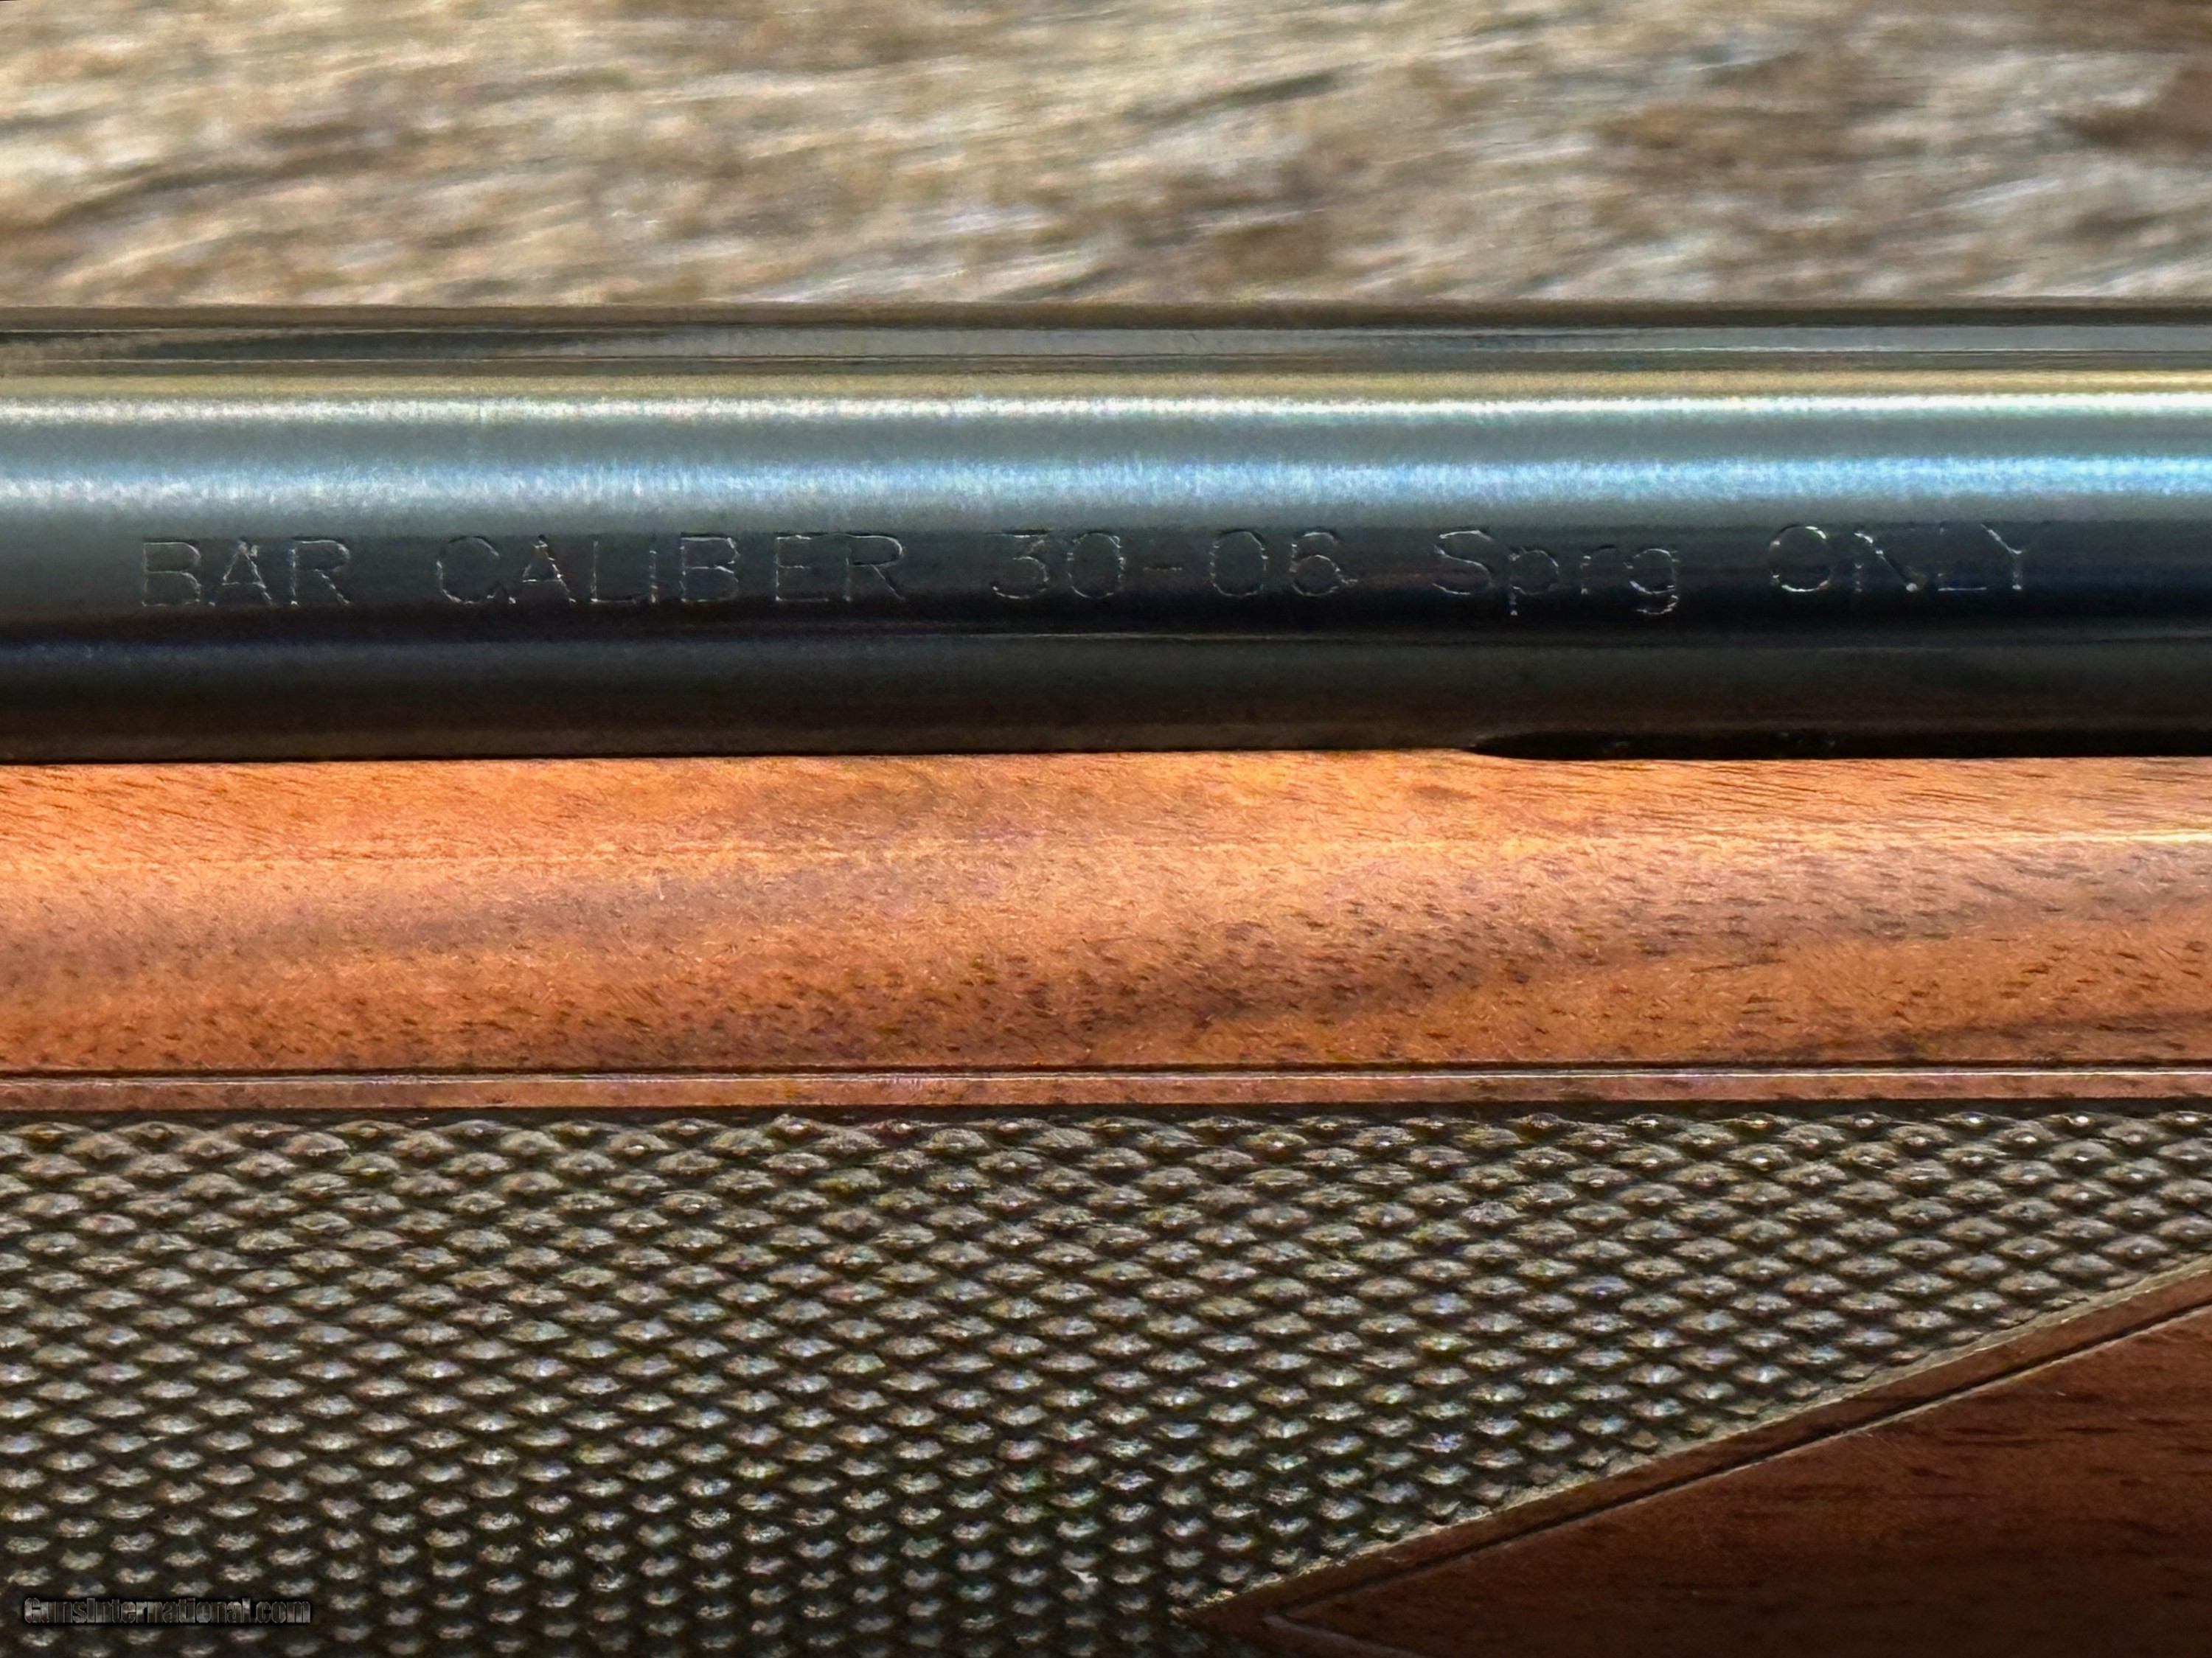 BAR CALIBER 30-06 Sprg ONLY
GunsInternational.com